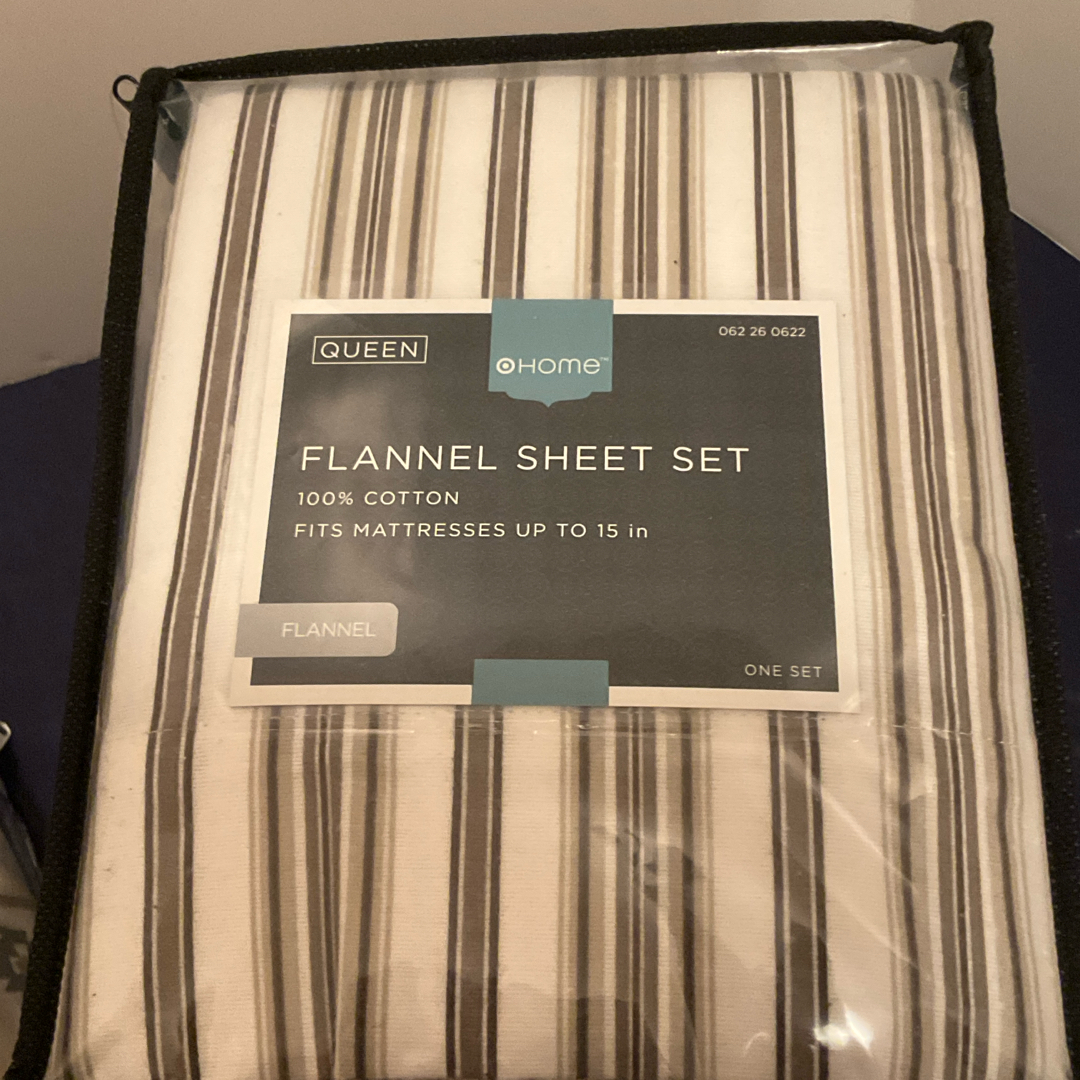 QUEEN
HOME™
062 26 0622
FLANNEL SHEET SET
100% COTTON
FITS MATTRESSES UP TO 15 in
FLANNEL
ONE SET